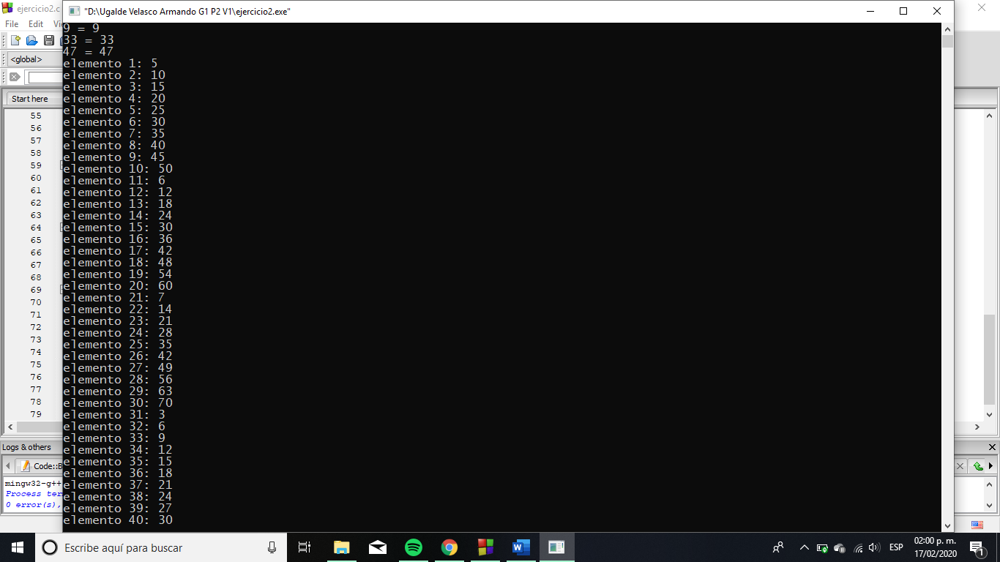 ejercicio2.c
"D:\Ugalde Velasco Armando G1 P2 V1\ejercicio2.exe"
File Edit
<global>
Start here
55
56
57
58
59
60
61
62
63
64
65
66
67
68
69
70
71
72
73
74
75
76
77
78
79
9 = 9
33 = 33
47 = 47
elemento 1: 5
elemento 2: 10
elemento 3: 15
elemento 4: 20
elemento 5: 25
elemento 6: 30
elemento 7: 35
elemento 8: 40
elemento 9: 45
elemento 10: 50
elemento 11: 6
elemento 12: 12
elemento 13: 18
elemento 14: 24
elemento 15: 30
elemento 16: 36
elemento 17: 42
elemento 18: 48
elemento 19: 54
elemento 20: 60
elemento 21: 7
elemento 22: 14
elemento 23: 21
elemento 24: 28
elemento 25: 35
elemento 26: 42
elemento 27: 49
elemento 28: 56
elemento 29: 63
elemento 30: 70
elemento 31: 3
elemento 32: 6
elemento 33: 9
elemento 34: 12
elemento 35: 15
elemento 36: 18
elemento 37: 21
elemento 38: 24
elemento 39: 27
elemento 40: 30
Logs & others
Code::B
mingw32-g++
Process ter
0 error(s),
Escribe aquí para buscar
ESP
02:00 p. m.
17/02/2020
1